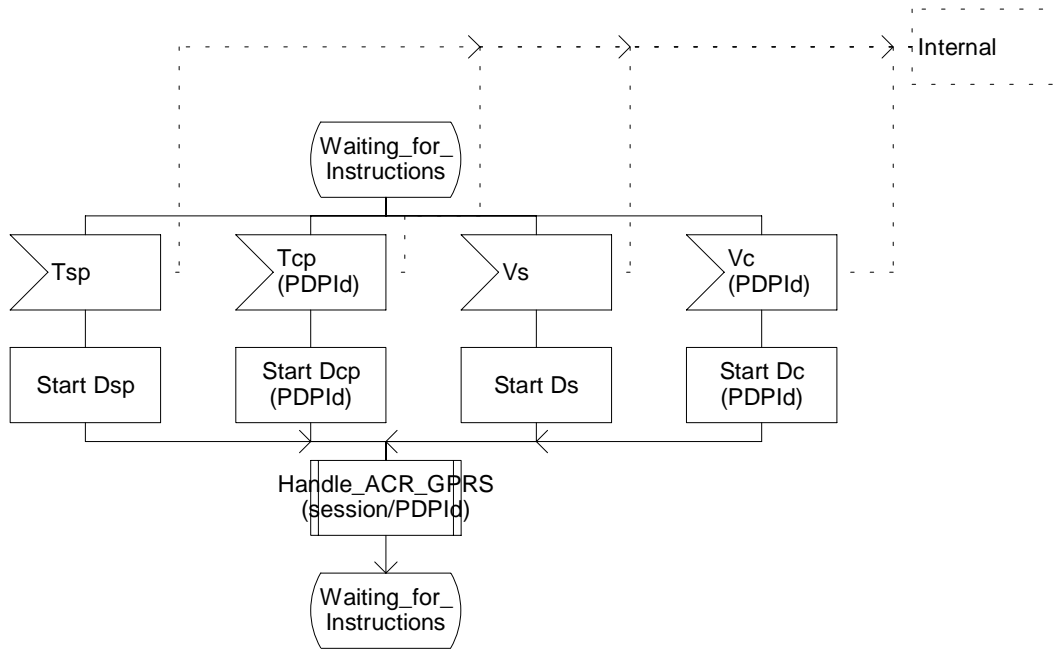 Internal
Waiting_for_
Instructions
Tsp
Tcp
(PDPId)
Vs
Vc
(PDPId)
Start Dsp
Start Dcp
(PDPId)
Start Ds
Start Dc
(PDPId)
Handle_ACR_GPRS
(session/PDPId)
Waiting_for_
Instructions